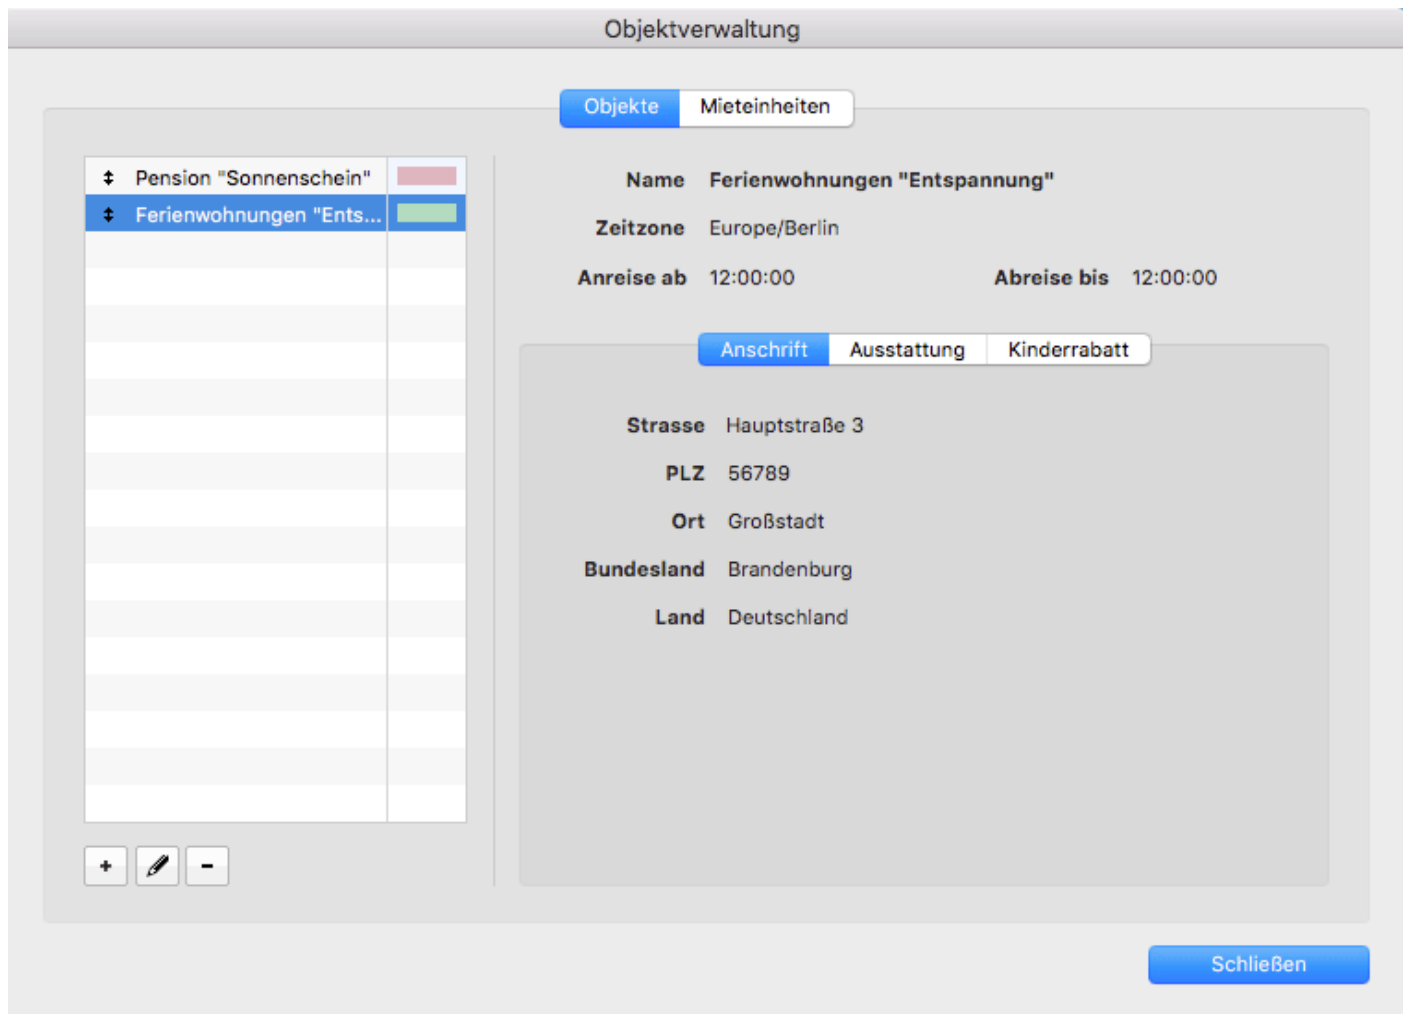 Objektverwaltung
Objekte Mieteinheiten
Pension "Sonnenschein"
Ferienwohnungen "Ents...
Name Ferienwohnungen "Entspannung"
Zeitzone Europe/Berlin
Anreise ab 12:00:00 Abreise bis 12:00:00
Anschrift Ausstattung Kinderrabatt
Strasse Hauptstraße 3
PLZ 56789
Ort Großstadt
Bundesland Brandenburg
Land Deutschland
+ -
Schließen